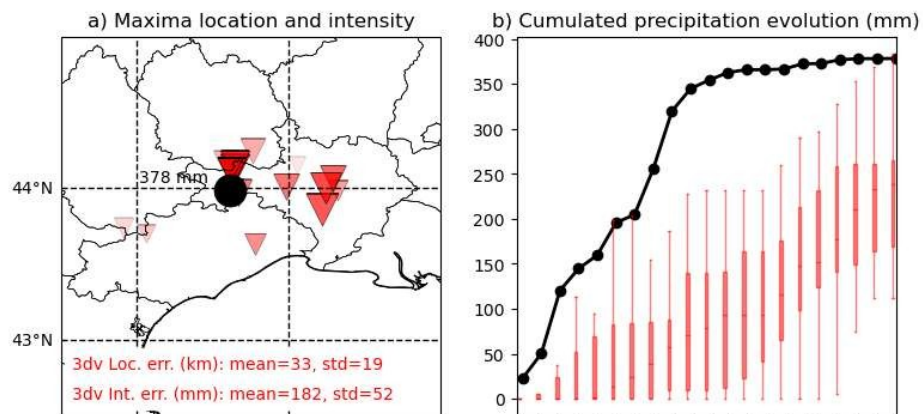 a) Maxima location and intensity
b) Cumulated precipitation evolution (mm)
378 mm
44°N
43°N
3dv Loc. err. (km): mean=33, std=19
3dv Int. err. (mm): mean=182, std=52
400
350
300
250
200
150
100
50
0